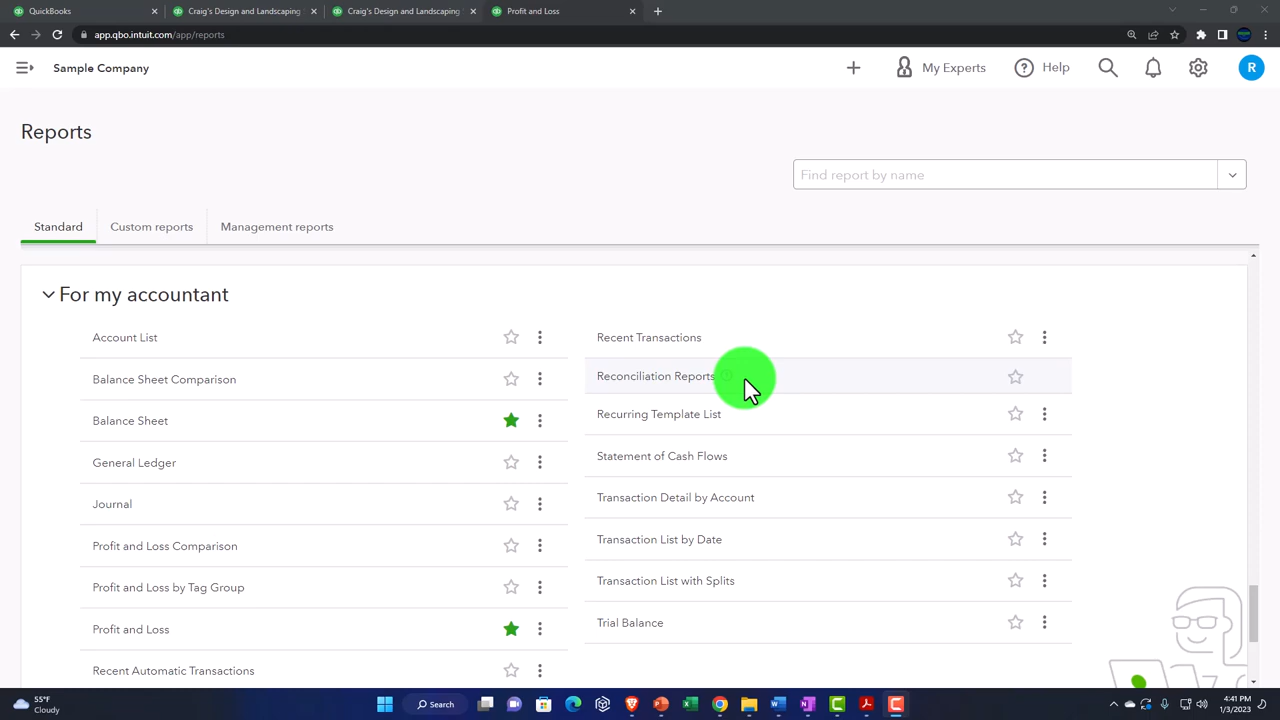 QuickBooks
Craig's Design and Landscaping
Craig's Design and Landscaping
Profit and Loss
app.qbo.intuit.com/app/reports
Sample Company
My Experts
Help
R
Reports
Find report by name
Standard
Custom reports
Management reports
For my accountant
Account List
Balance Sheet Comparison
Balance Sheet
General Ledger
Journal
Profit and Loss Comparison
Profit and Loss by Tag Group
Profit and Loss
Recent Automatic Transactions
Recent Transactions
Reconciliation Reports
Recurring Template List
Statement of Cash Flows
Transaction Detail by Account
Transaction List by Date
Transaction List with Splits
Trial Balance
55°F
Cloudy
Search
4:41 PM
1/3/2023